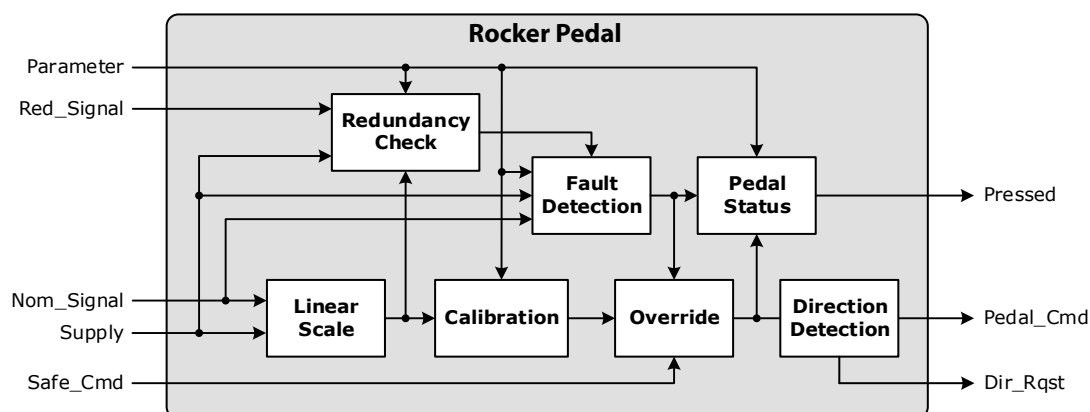 Rocker Pedal
Parameter
Red_Signal
Redundancy
Check
Fault
Detection
Pedal
Status
Pressed
Nom_Signal
Supply
Linear
Scale
Calibration
Override
Direction
Detection
Pedal_Cmd
Safe_Cmd
Dir_Rqst